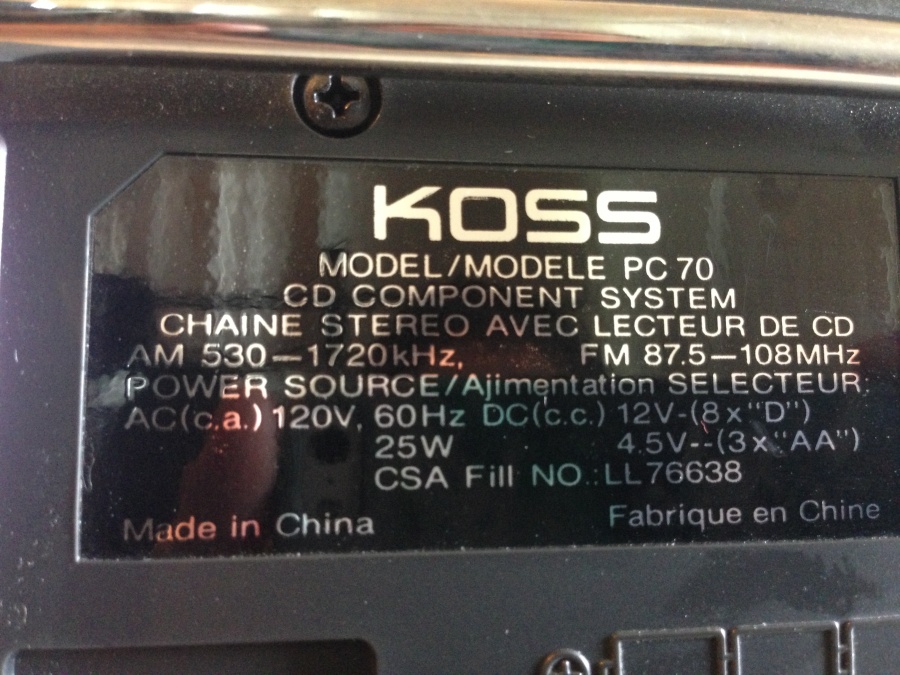 KOSS
MODEL/MODELE PC 70
CD COMPONENT SYSTEM
CHAINE STEREO AVEC LECTEUR DE CD
AM 530—1720kHz, FM 87.5—108MHz
POWER SOURCE/Ajimentation SELECTEUR:
AC(c.a.) 120V, 60Hz DC(c.c.) 12V-(8x"D")
25W 4.5V--(3x"AA")
CSA Fill NO.:LL76638
Made in China Fabrique en Chine